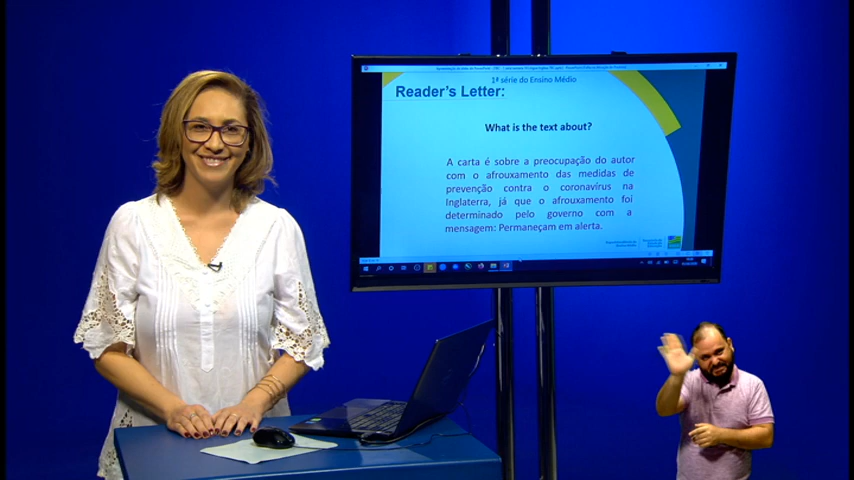 1ª série do Ensino Médio
Reader's Letter:
What is the text about?
A carta é sobre a preocupação do autor
com o afrouxamento das medidas de
prevenção contra o coronavírus na
Inglaterra, já que o afrouxamento foi
determinado pelo governo com a
mensagem: Permaneçam em alerta.